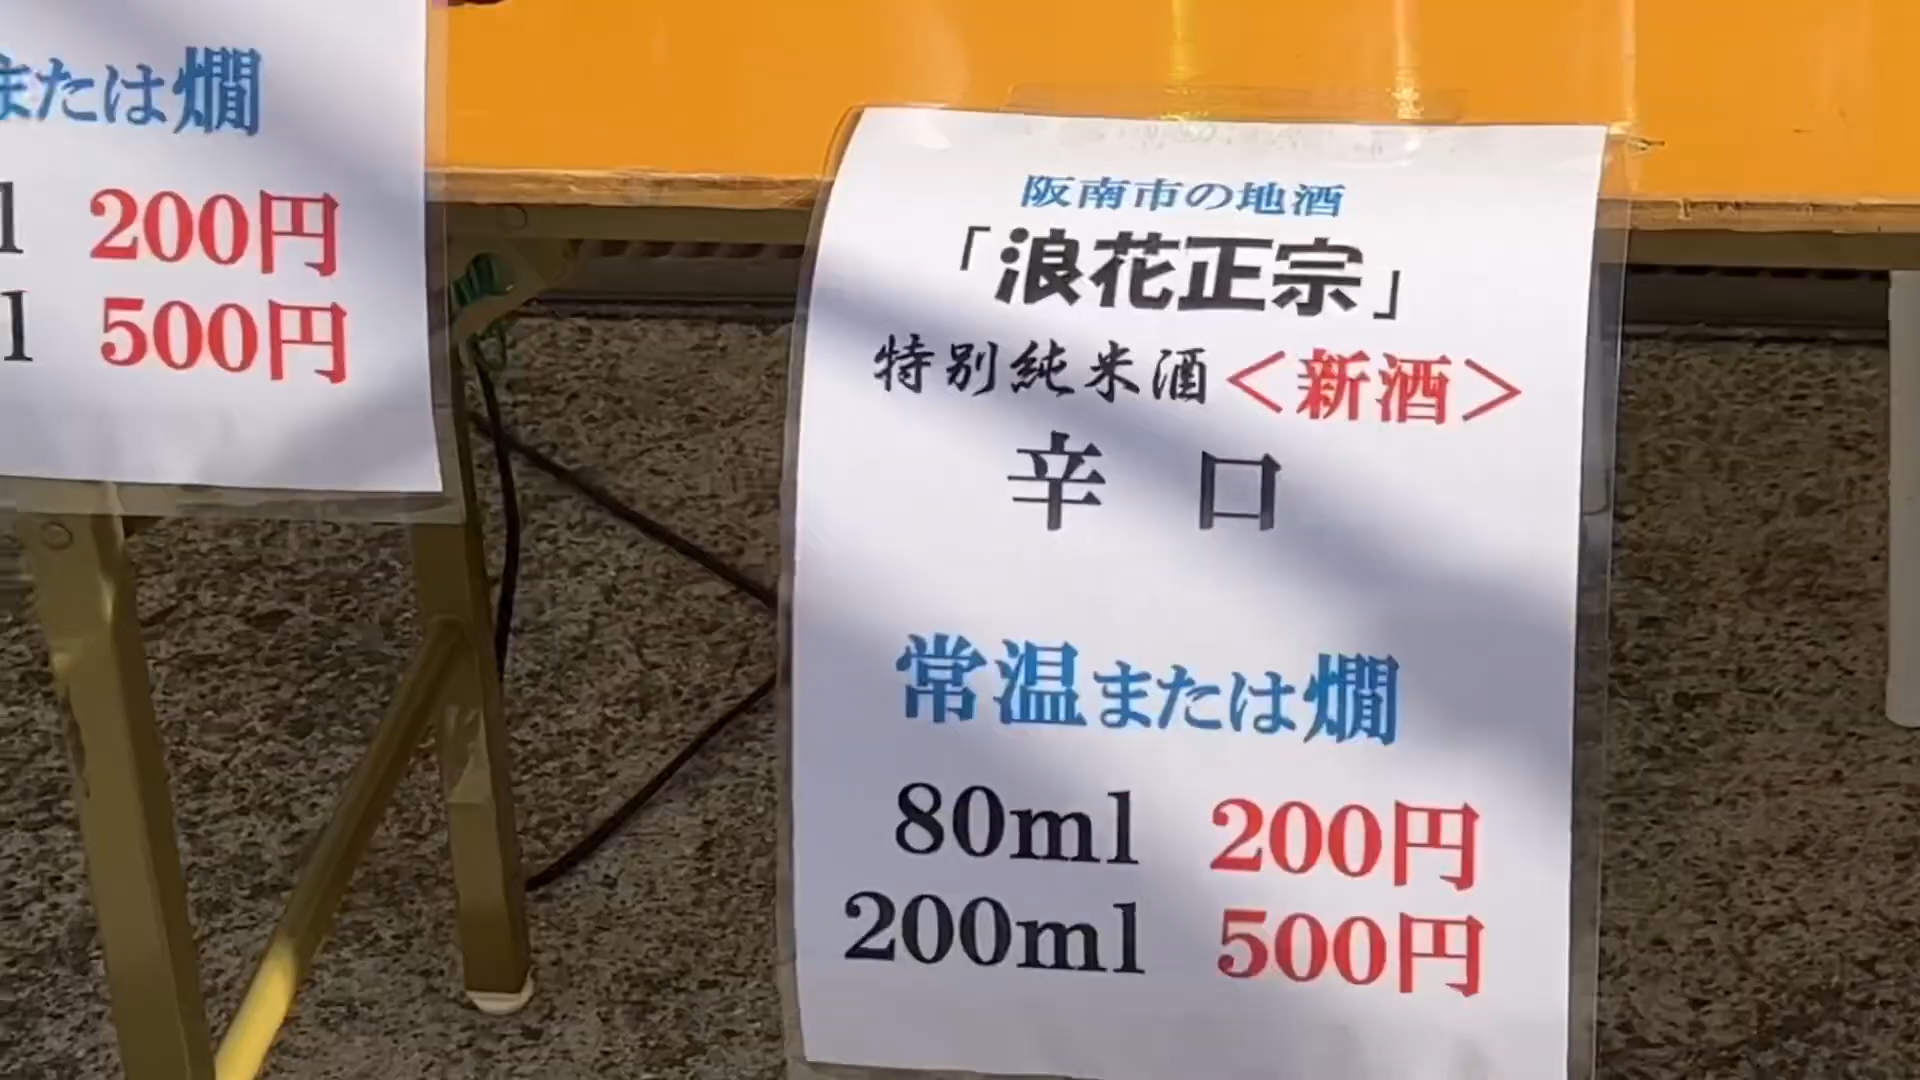 または燗
200円
500円
阪南市の地酒
「浪花正宗」
特別純米酒＜新酒＞
辛 口
常温または燗
80ml 200円
200ml 500円